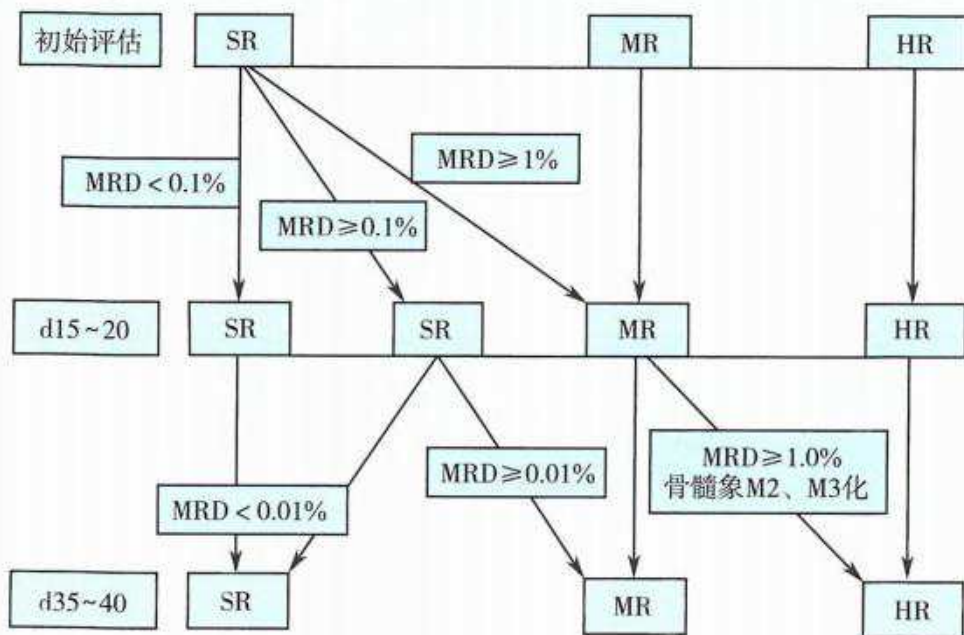 初始评估
SR
MR
HR
MRD<0.1%
MRD≥0.1%
MRD≥1%
d15~20
SR
SR
MR
HR
MRD<0.01%
MRD≥0.01%
MRD≥1.0%
骨髓象M2、M3化
d35~40
SR
MR
HR